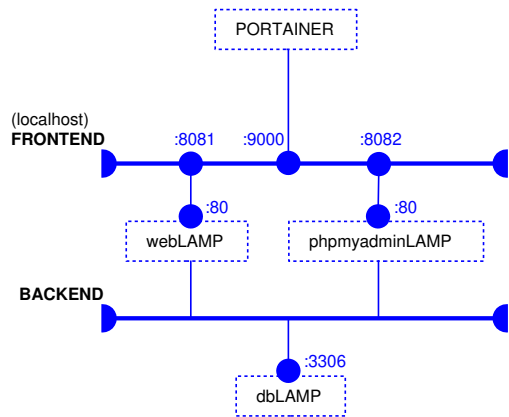 PORTAINER
(localhost)
FRONTEND
:8081
:9000
:8082
:80
:80
webLAMP
phpmyadminLAMP
BACKEND
:3306
dbLAMP